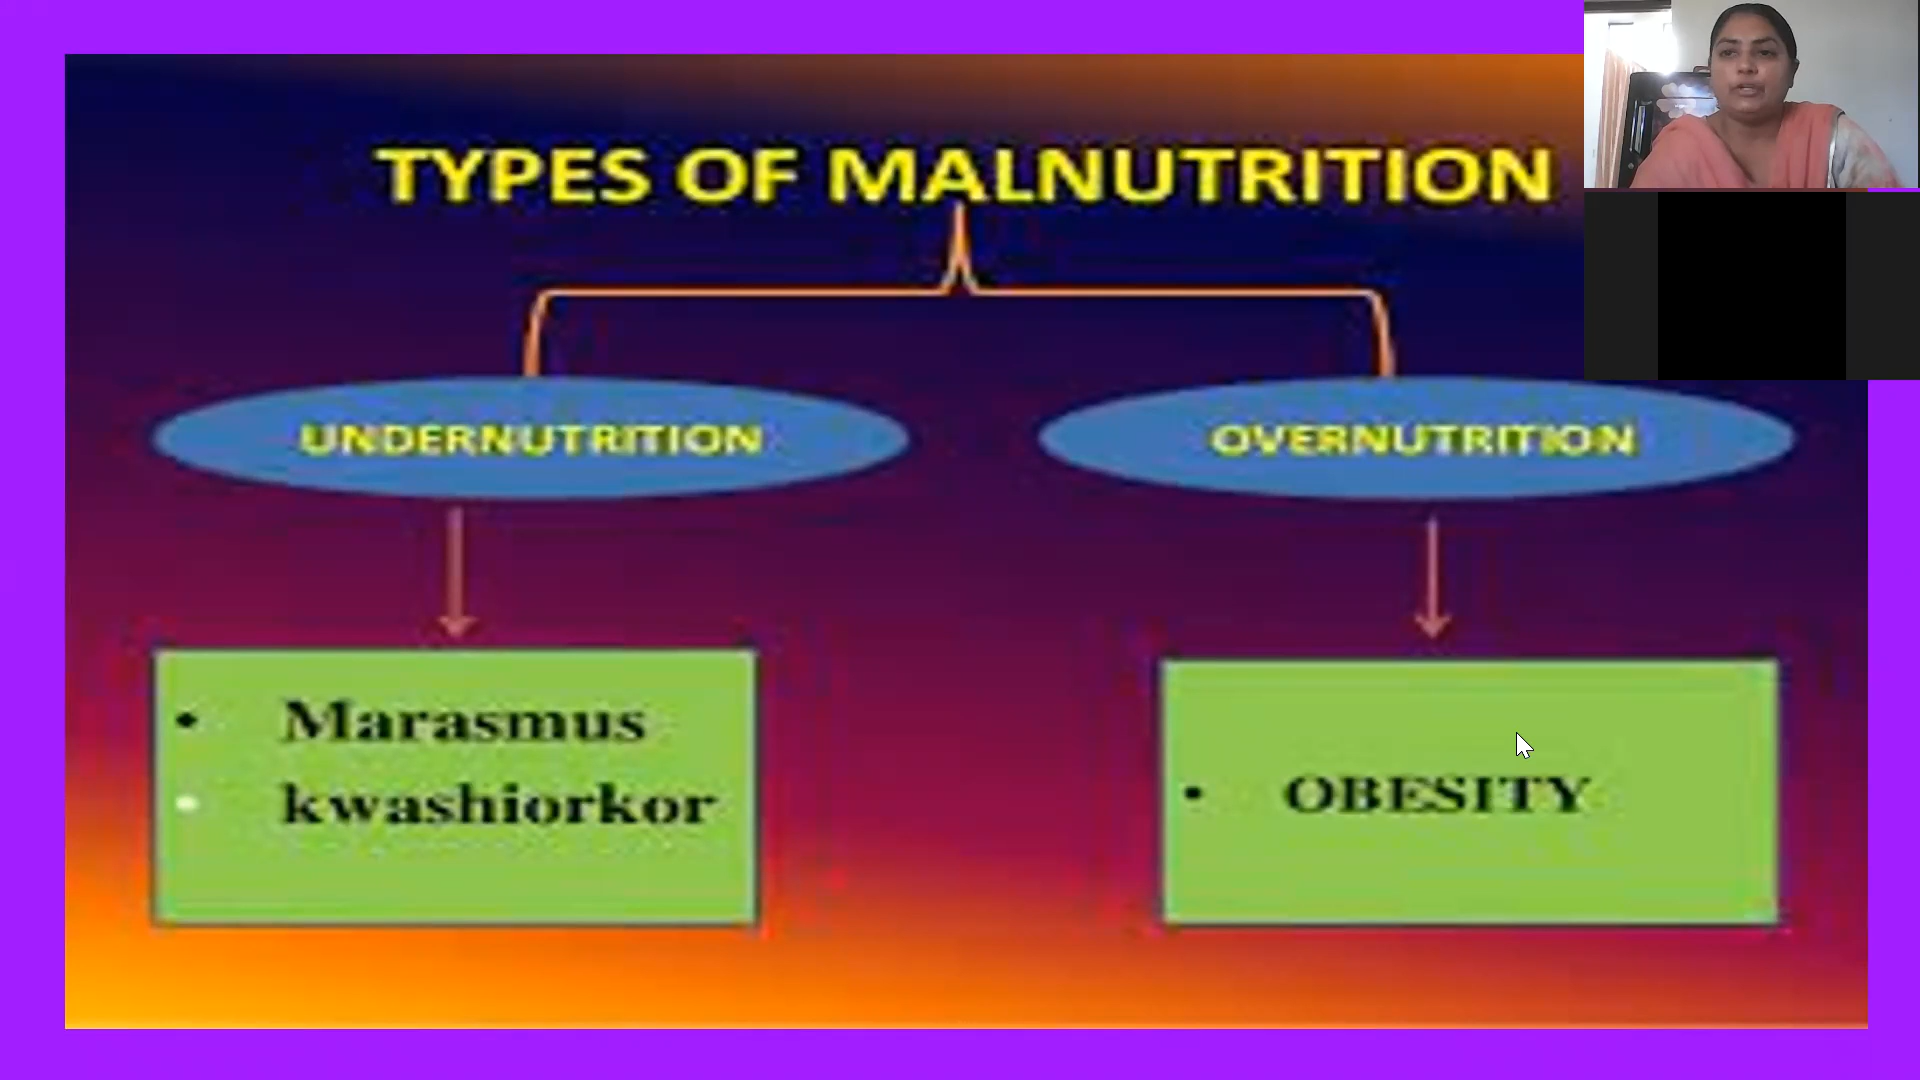 TYPES OF MALNUTRITION
UNDERNUTRITION
OVERNUTRITION
• Marasmus
• kwashiorkor
• OBESITY